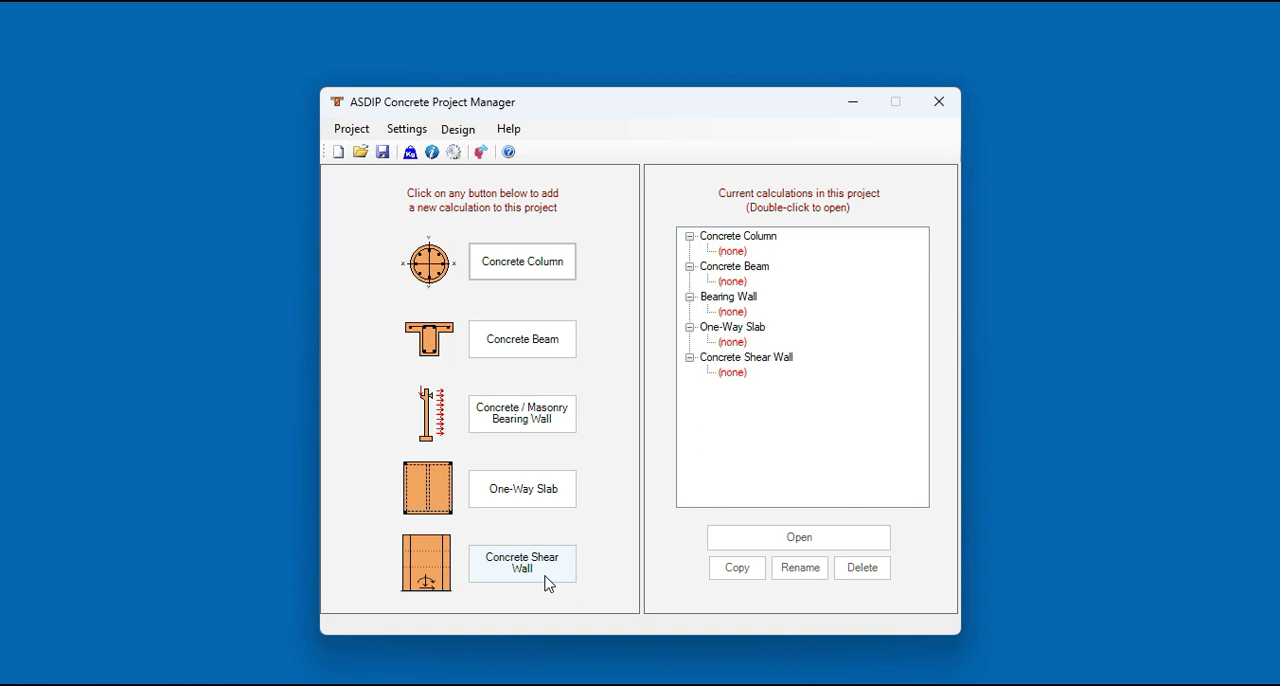 ASDIP Concrete Project Manager
Project Settings Design Help
Kg
Click on any button below to add
a new calculation to this project
Y
X X
Y
Concrete Column
Concrete Beam
Concrete / Masonry
Bearing Wall
One-Way Slab
Concrete Shear
Wall
Current calculations in this project
(Double-click to open)
Concrete Column
(none)
Concrete Beam
(none)
Bearing Wall
(none)
One-Way Slab
(none)
Concrete Shear Wall
(none)
Open
Copy Rename Delete